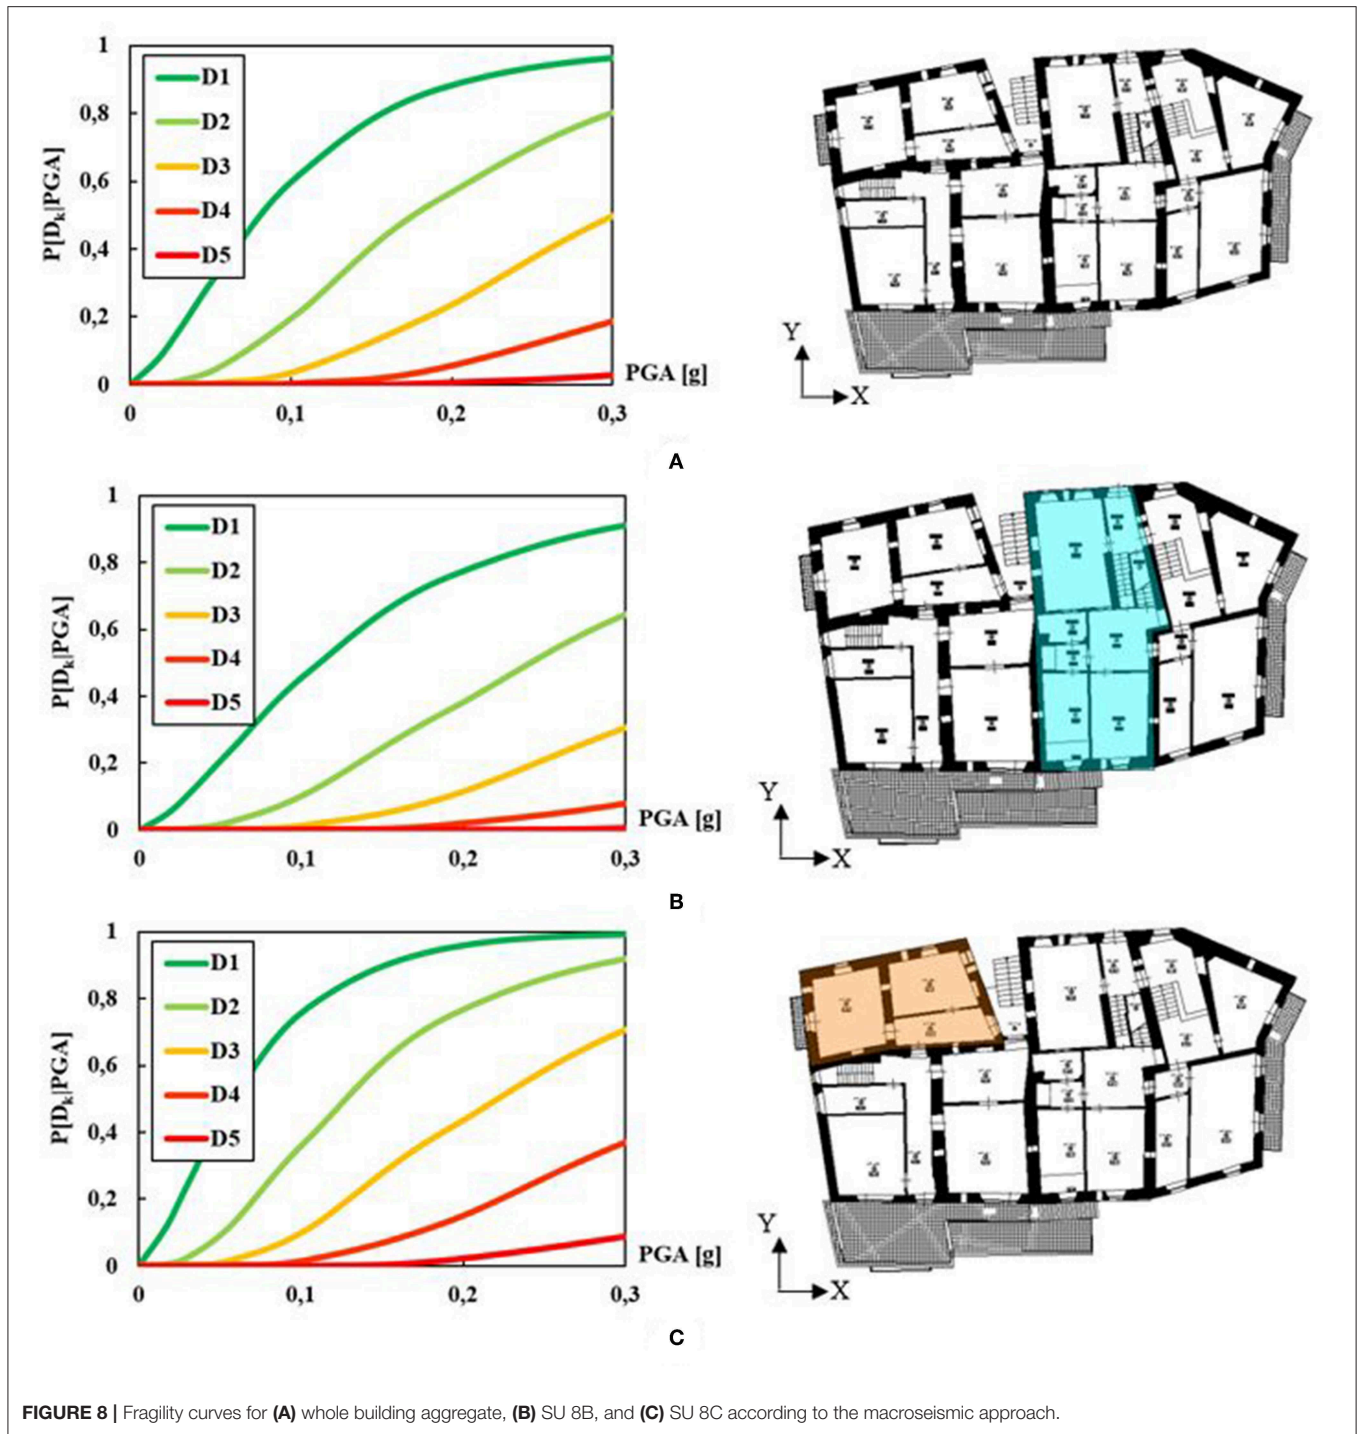 1
0,8
0,6
0,4
0,2
0
P[Dk|PGA]
D1
D2
D3
D4
D5
0
0,1
0,2
0,3
PGA [g]
Y
X
A
1
0,8
0,6
0,4
0,2
0
P[Dk|PGA]
D1
D2
D3
D4
D5
0
0,1
0,2
0,3
PGA [g]
Y
X
B
1
0,8
0,6
0,4
0,2
0
P[Dk|PGA]
D1
D2
D3
D4
D5
0
0,1
0,2
0,3
PGA [g]
Y
X
C
FIGURE 8 | Fragility curves for (A) whole building aggregate, (B) SU 8B, and (C) SU 8C according to the macroseismic approach.